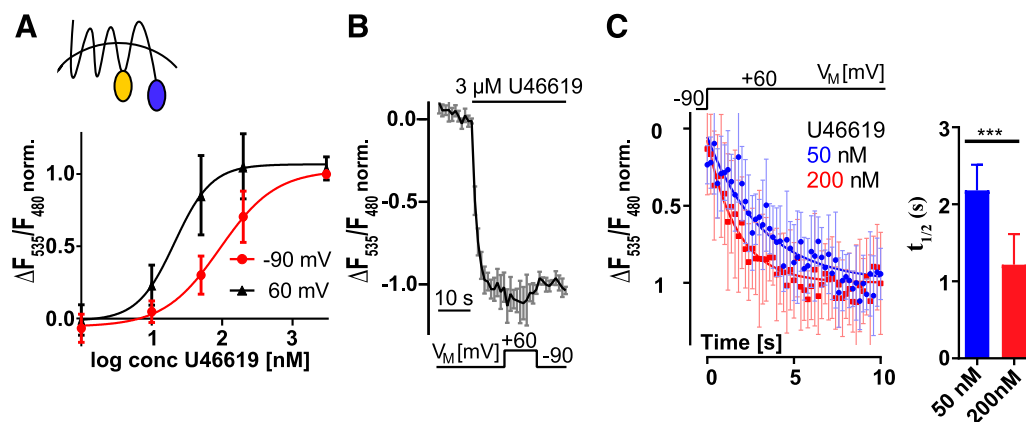 A
ΔF535/F480 norm.
1.0
0.5
0.0
-90 mV
60 mV
1
2
3
log conc U46619 [nM]
B
3 µM U46619
ΔF535/F480 norm.
0.0
-0.5
-1.0
10 s
VM[mV]
+60
-90
C
VM[mV]
+60
-90
ΔF535/F480 norm.
0
0.5
1
U46619
50 nM
200 nM
Time [s]
0
5
10
t1/2 (s)
3
2
1
0
***
50 nM
200nM